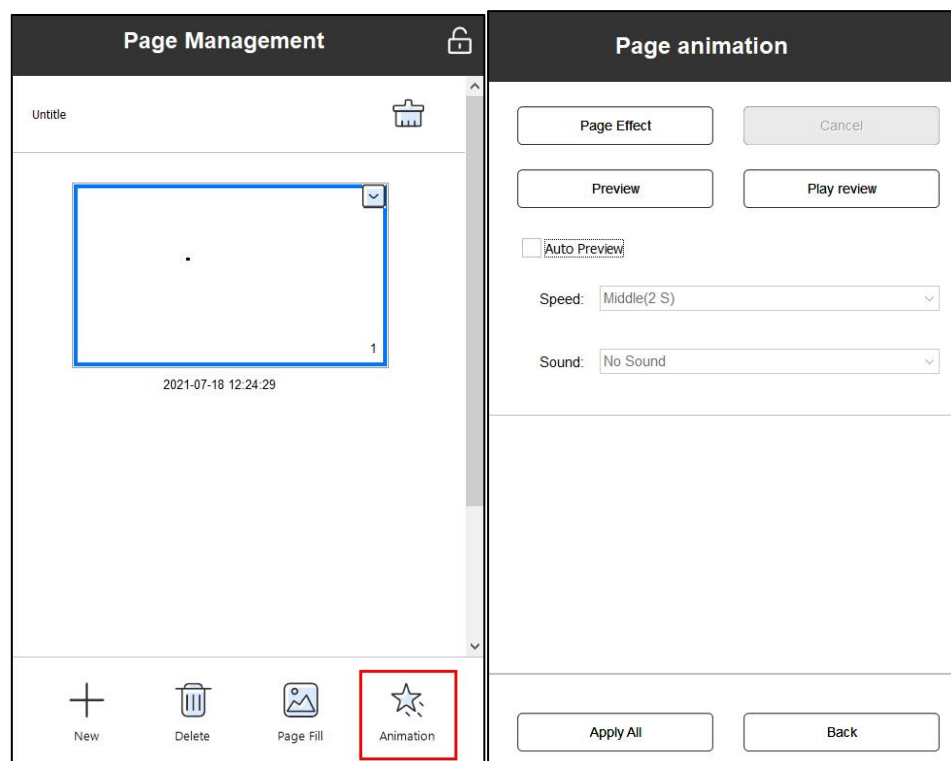 Page Management
Untitle
1
2021-07-18 12:24:29
New Delete Page Fill Animation
Page animation
Page Effect Cancel
Preview Play review
Auto Preview
Speed: Middle(2 S)
Sound: No Sound
Apply All Back